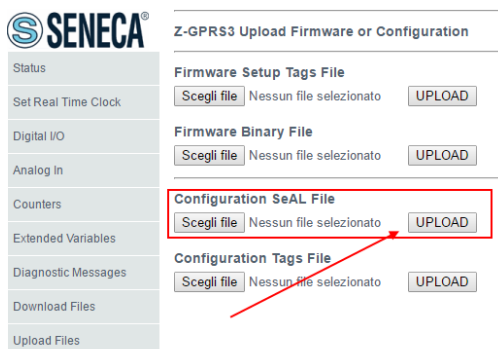 SENECA®
Z-GPRS3 Upload Firmware or Configuration
Status
Set Real Time Clock
Digital I/O
Analog In
Counters
Extended Variables
Diagnostic Messages
Download Files
Upload Files
Firmware Setup Tags File
Scegli file Nessun file selezionato UPLOAD
Firmware Binary File
Scegli file Nessun file selezionato UPLOAD
Configuration SeAL File
Scegli file Nessun file selezionato UPLOAD
Configuration Tags File
Scegli file Nessun file selezionato UPLOAD